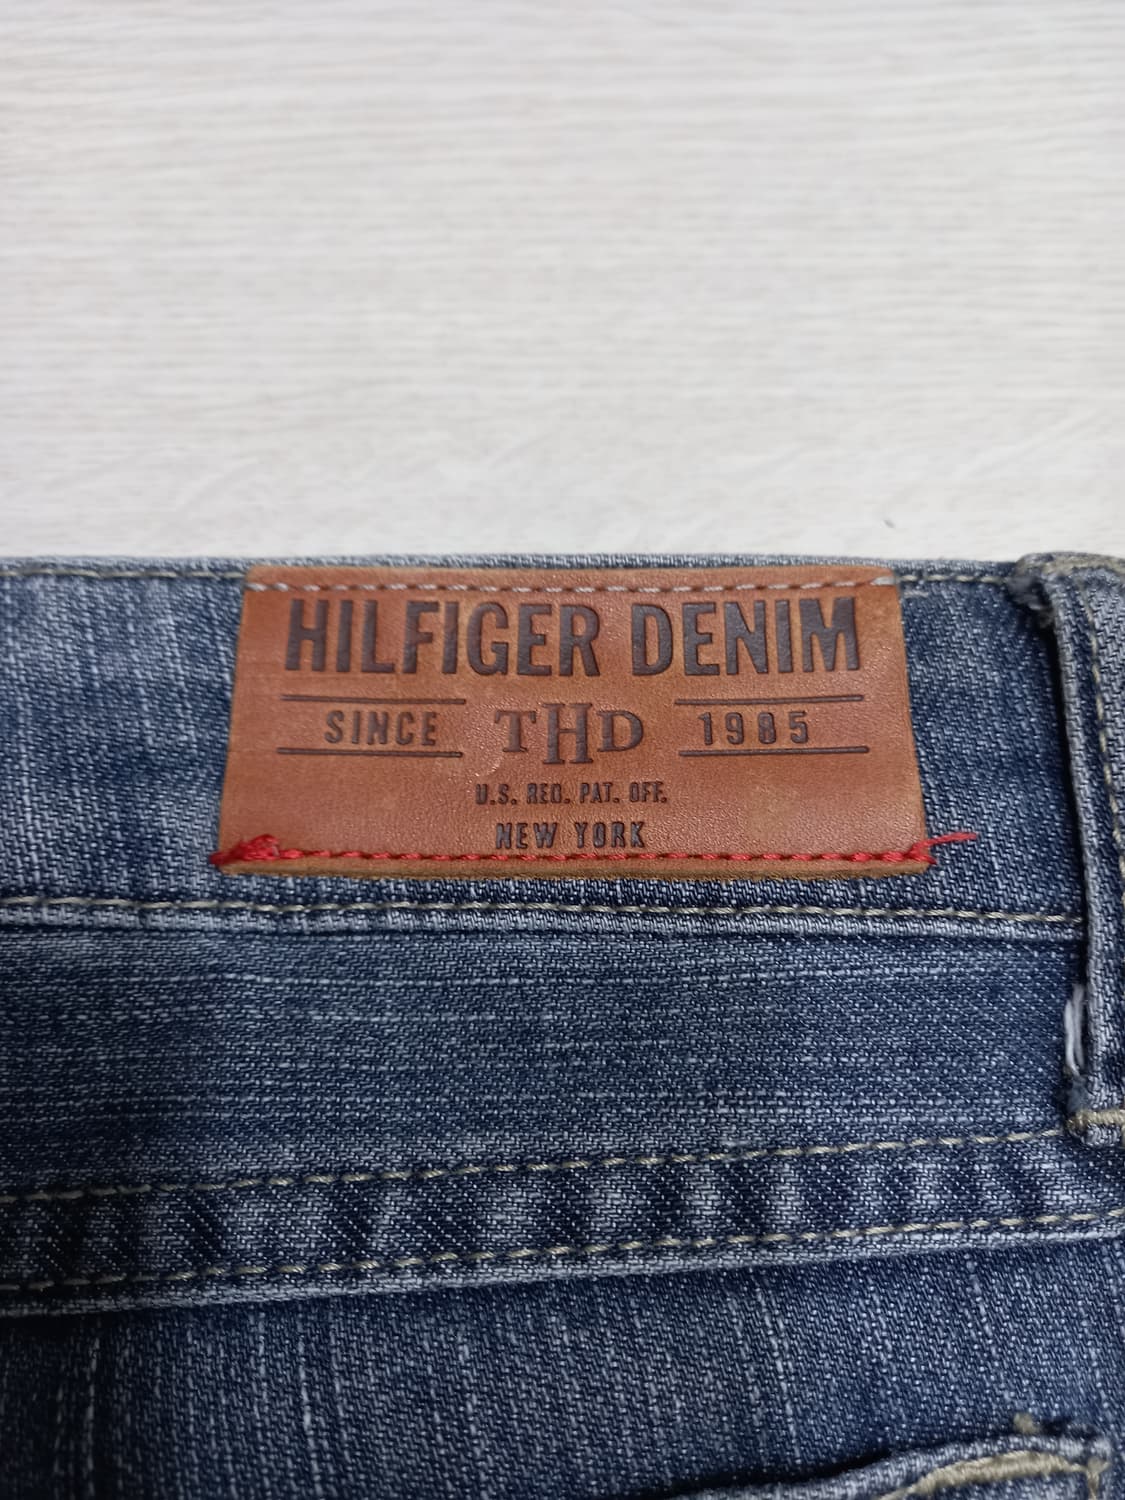 HILFIGER DENIM
SINCE THD 1985
U.S. REG. PAT. OFF.
NEW YORK